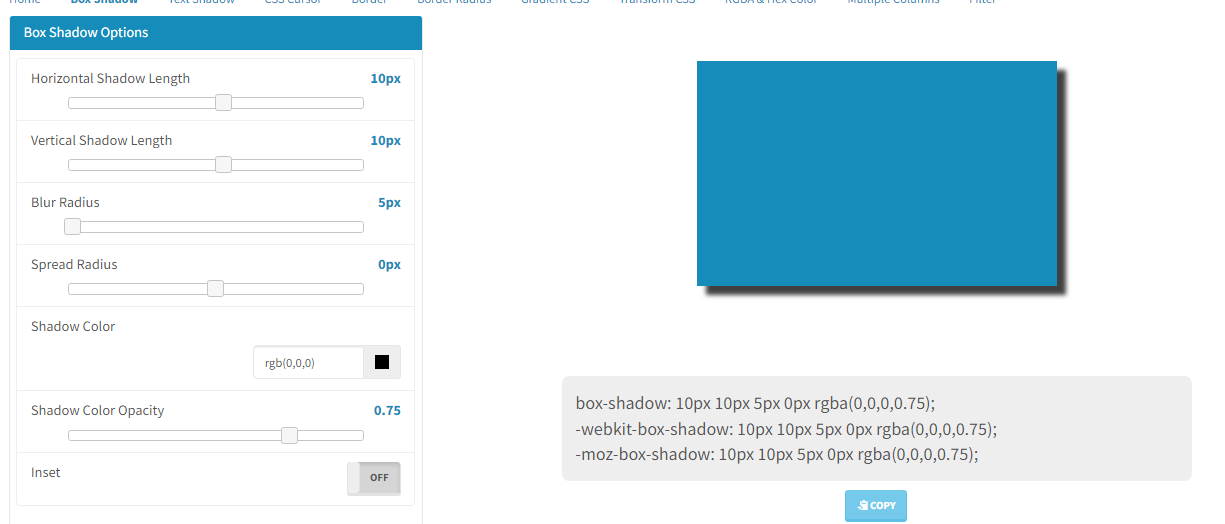 Home Box Shadow Text Shadow CSS Cursor Border Border Radius Gradient CSS Transform CSS RGBA & Hex Color Multiple Columns Filter
Box Shadow Options
Horizontal Shadow Length 10px
Vertical Shadow Length 10px
Blur Radius 5px
Spread Radius 0px
Shadow Color
rgb(0,0,0)
Shadow Color Opacity 0.75
Inset OFF
box-shadow: 10px 10px 5px 0px rgba(0,0,0,0.75);
-webkit-box-shadow: 10px 10px 5px 0px rgba(0,0,0,0.75);
-moz-box-shadow: 10px 10px 5px 0px rgba(0,0,0,0.75);
COPY